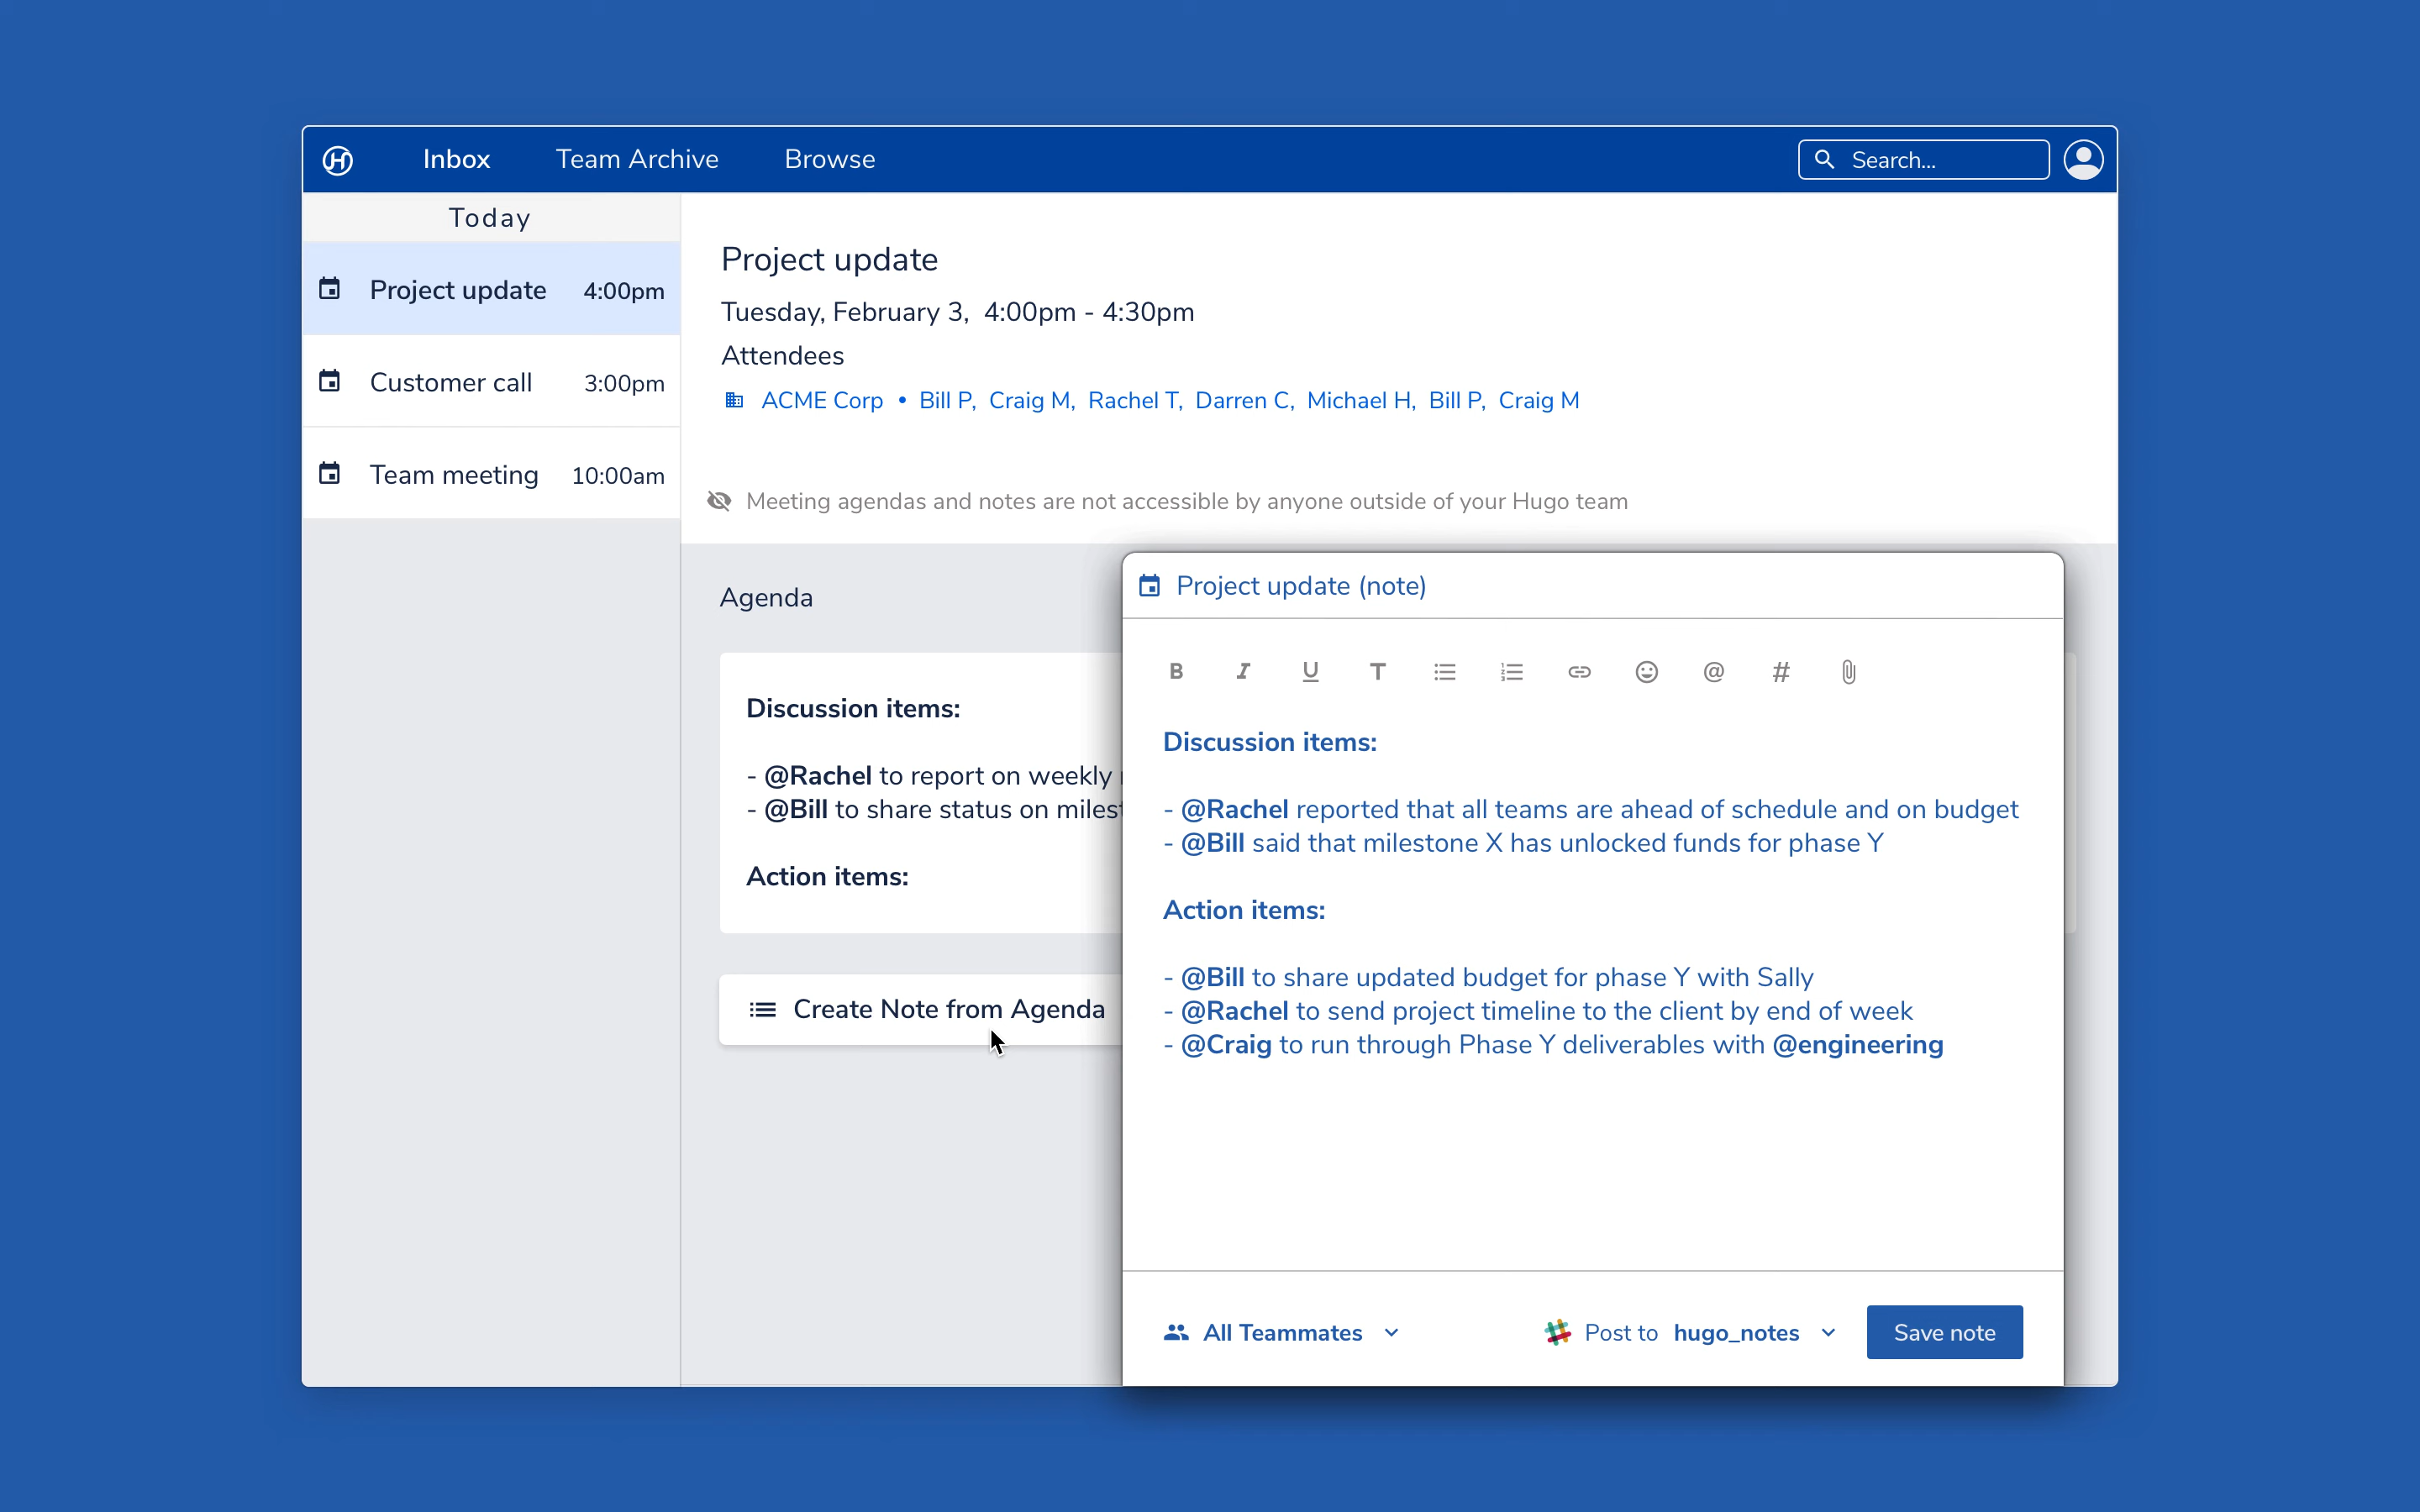 Inbox Team Archive Browse Search...
Today
Project update 4:00pm
Customer call 3:00pm
Team meeting 10:00am
Project update
Tuesday, February 3, 4:00pm - 4:30pm
Attendees
ACME Corp • Bill P, Craig M, Rachel T, Darren C, Michael H, Bill P, Craig M
Meeting agendas and notes are not accessible by anyone outside of your Hugo team
Agenda
Discussion items:
- @Rachel to report on weekly
- @Bill to share status on
Action items:
Create Note from Agenda
Project update (note)
Discussion items:
- @Rachel reported that all teams are ahead of schedule and on budget
- @Bill said that milestone X has unlocked funds for phase Y
Action items:
- @Bill to share updated budget for phase Y with Sally
- @Rachel to send project timeline to the client by end of week
- @Craig to run through Phase Y deliverables with @engineering
All Teammates Post to hugo_notes Save note